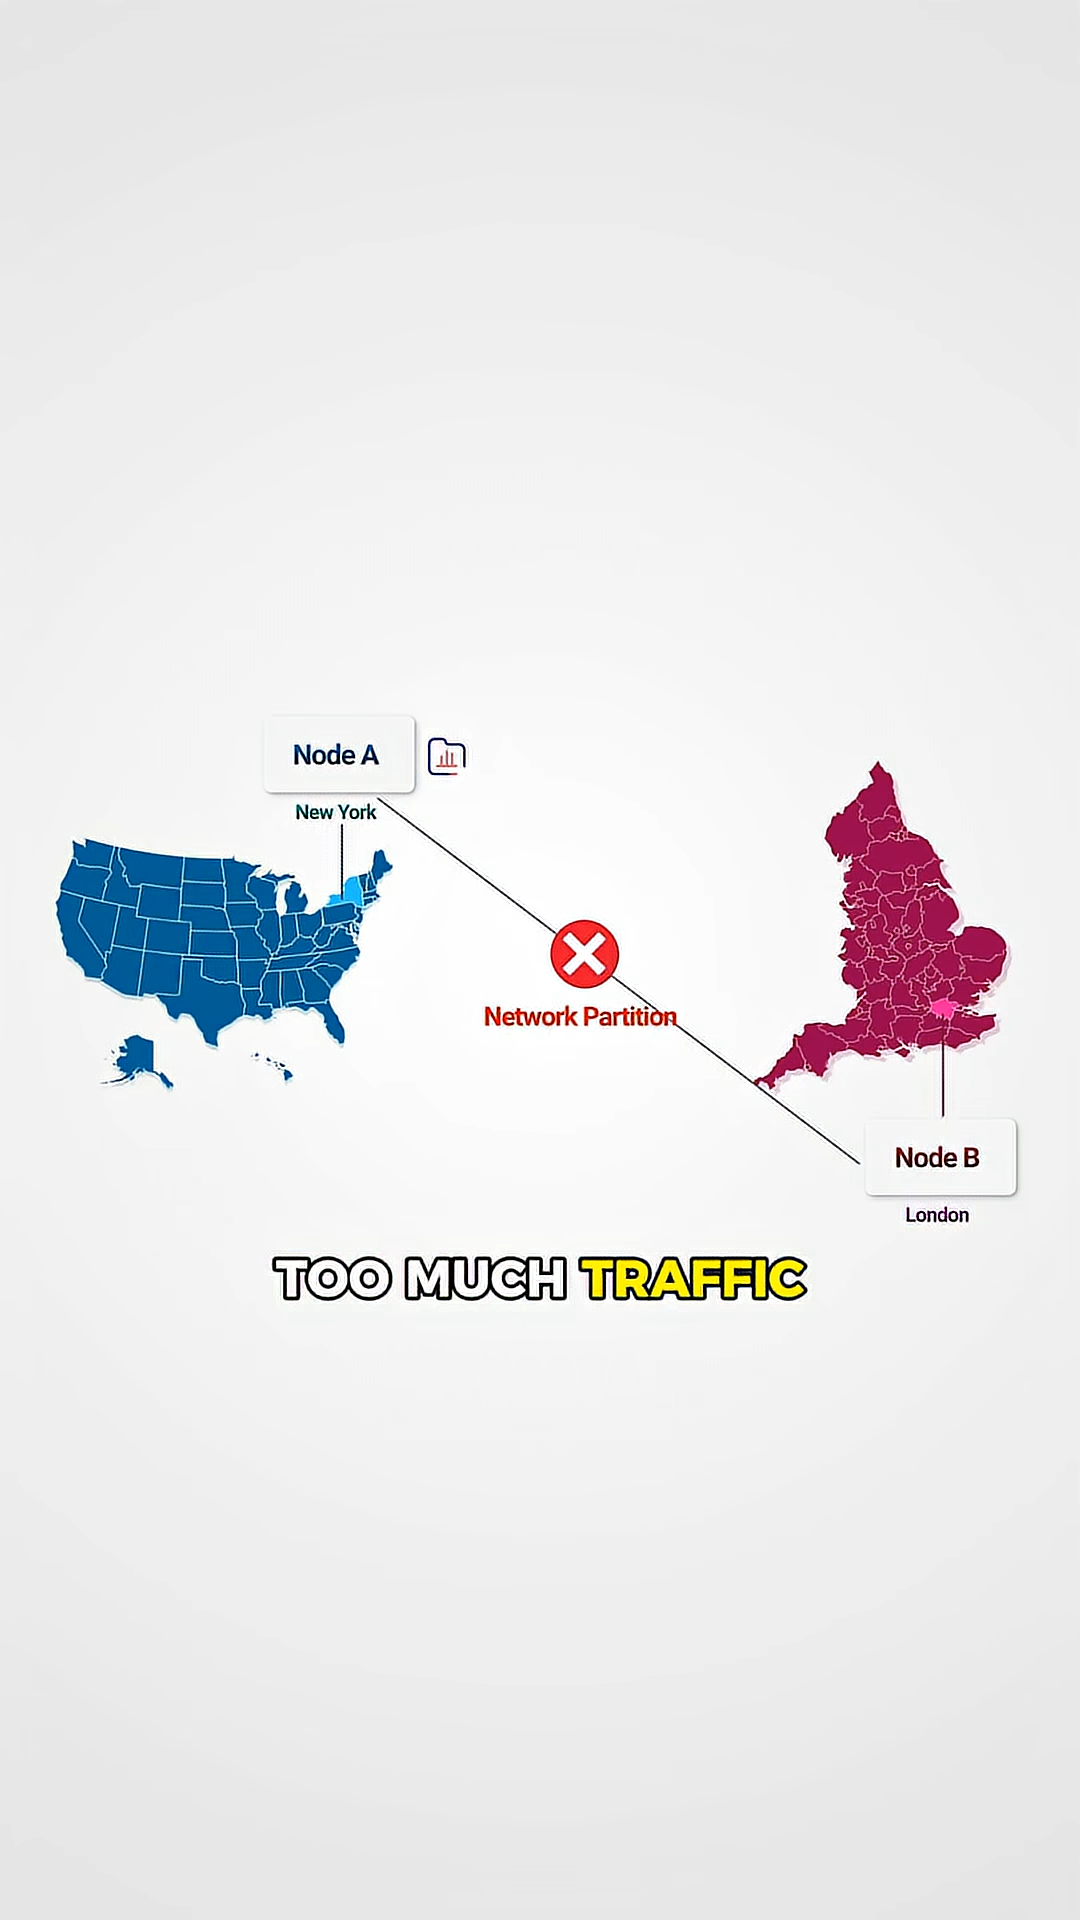 Node A
New York
Network Partition
Node B
London
TOO MUCH TRAFFIC